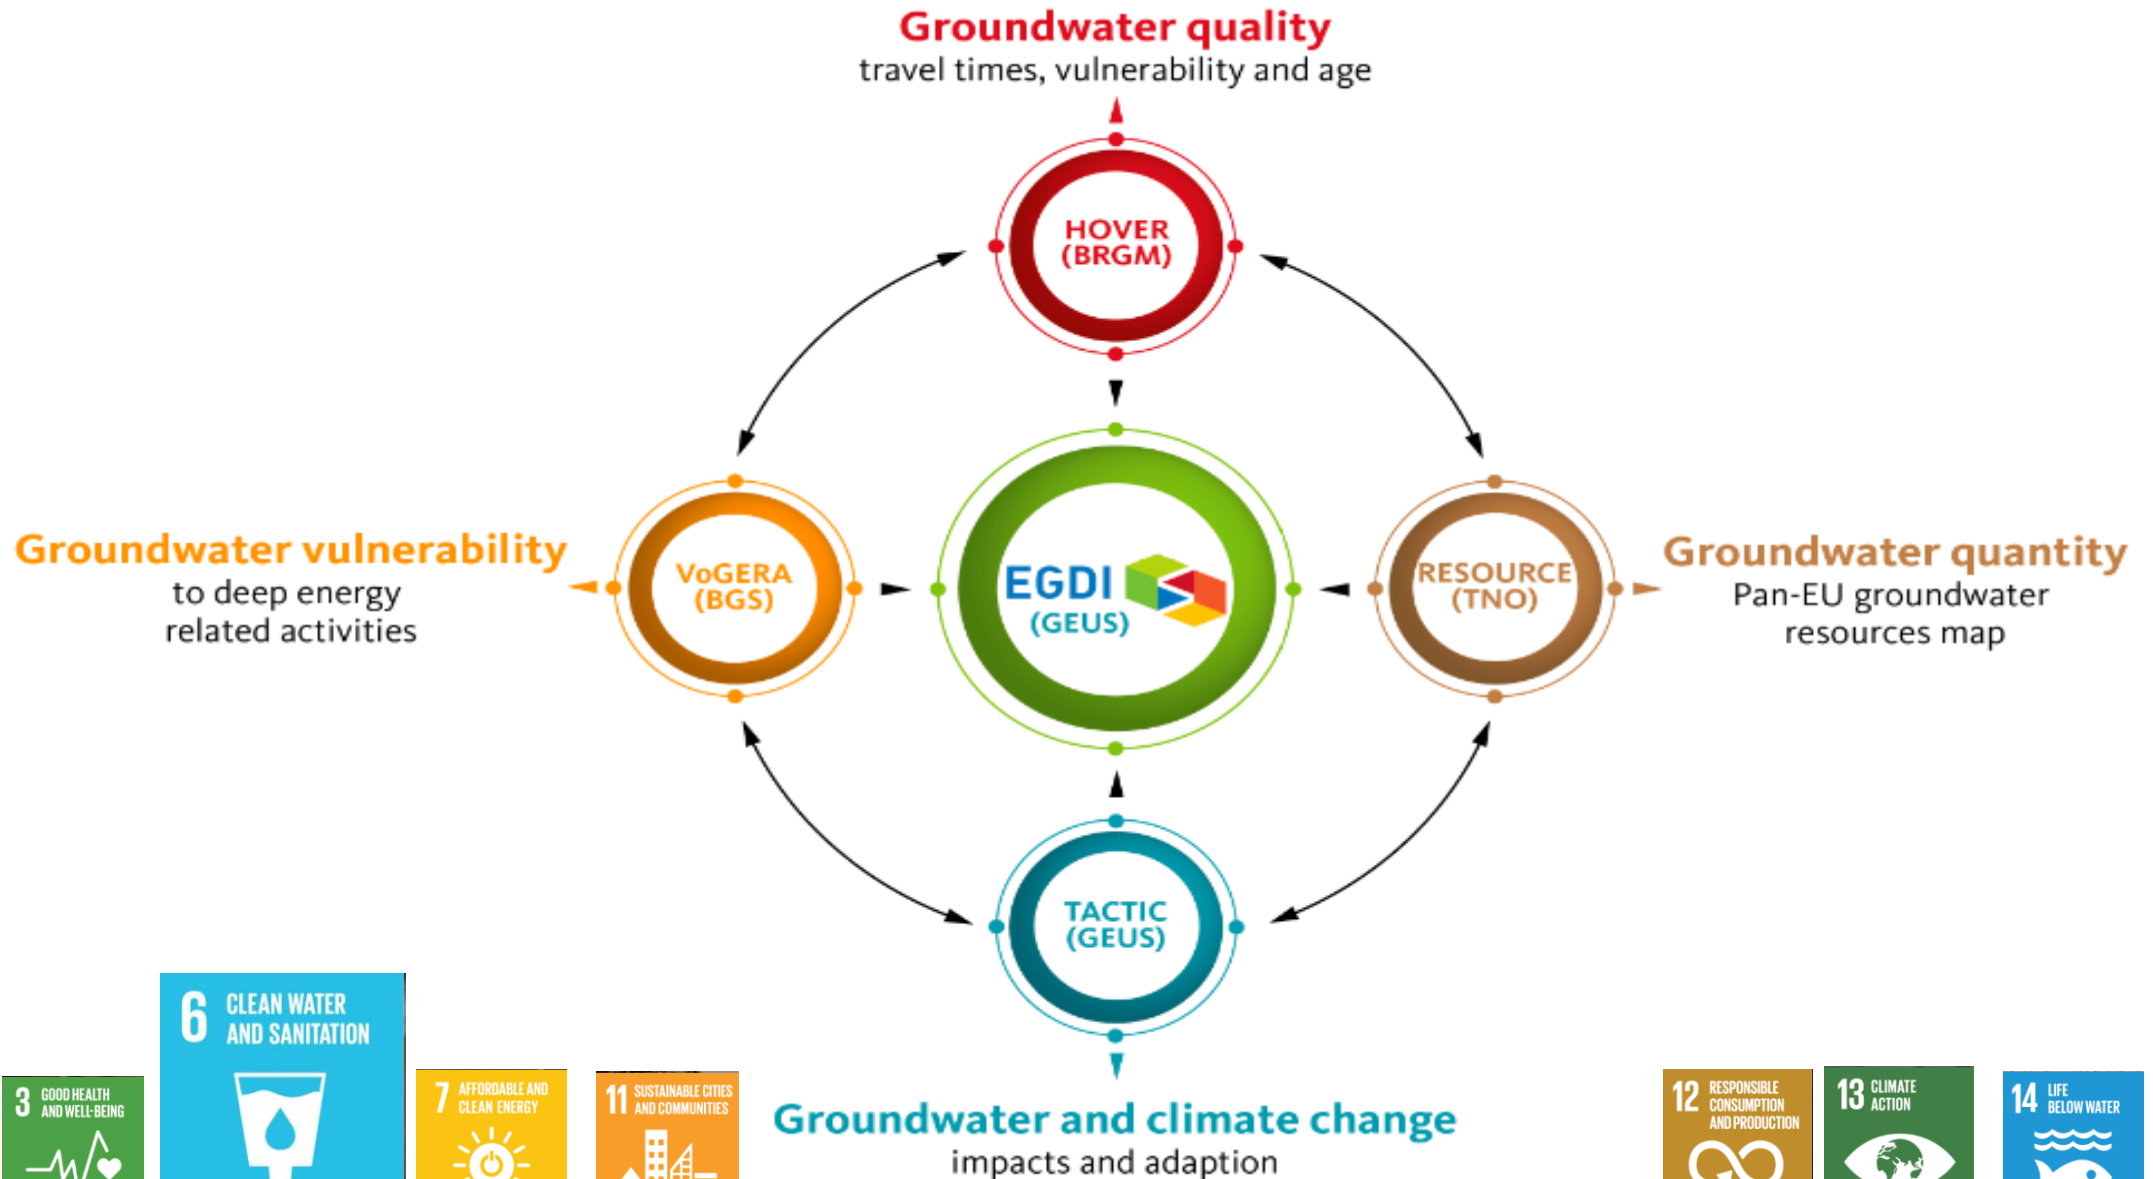 Groundwater quality
travel times, vulnerability and age
HOVER
(BRGM)
Groundwater vulnerability
to deep energy
related activities
VoGERA
(BGS)
EGDI
(GEUS)
RESOURCE
(TNO)
Groundwater quantity
Pan-EU groundwater
resources map
TACTIC
(GEUS)
Groundwater and climate change
impacts and adaption
3 GOOD HEALTH
AND WELL-BEING
6 CLEAN WATER
AND SANITATION
7 AFFORDABLE AND
CLEAN ENERGY
11 SUSTAINABLE CITIES
AND COMMUNITIES
12 RESPONSIBLE
CONSUMPTION
AND PRODUCTION
13 CLIMATE
ACTION
14 LIFE
BELOW WATER